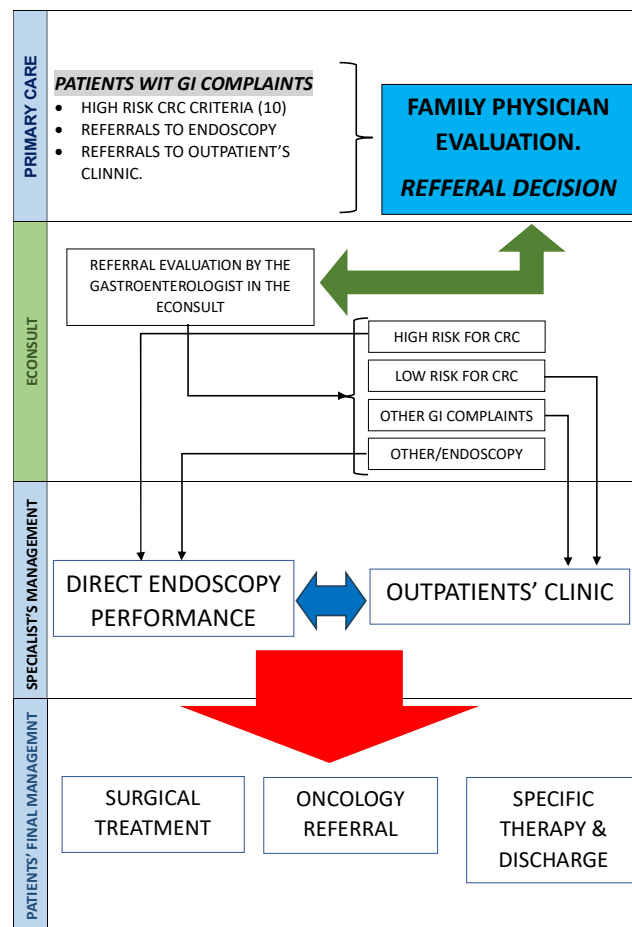 PRIMARY CARE
PATIENTS WIT GI COMPLAINTS
• HIGH RISK CRC CRITERIA (10)
• REFERRALS TO ENDOSCOPY
• REFERRALS TO OUTPATIENT'S
CLINNIC.
FAMILY PHYSICIAN
EVALUATION.
REFFERAL DECISION
ECONSULT
REFERRAL EVALUATION BY THE
GASTROENTEROLOGIST IN THE
ECONSULT
HIGH RISK FOR CRC
LOW RISK FOR CRC
OTHER GI COMPLAINTS
OTHER/ENDOSCOPY
SPECIALIST'S MANAGEMENT
DIRECT ENDOSCOPY
PERFORMANCE
OUTPATIENTS' CLINIC
PATIENTS' FINAL MANAGEMNT
SURGICAL
TREATMENT
ONCOLOGY
REFERRAL
SPECIFIC
THERAPY &
DISCHARGE